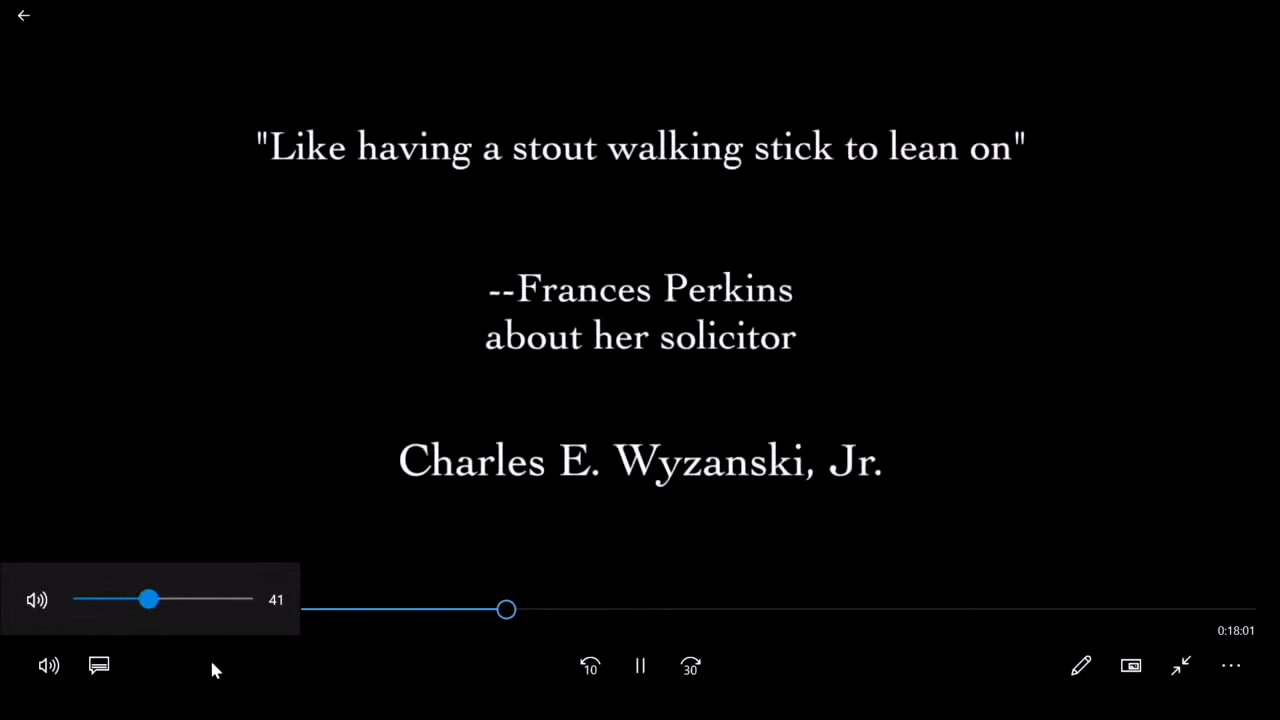 "Like having a stout walking stick to lean on"
--Frances Perkins
about her solicitor
Charles E. Wyzanski, Jr.
41
0:18:01
10
30